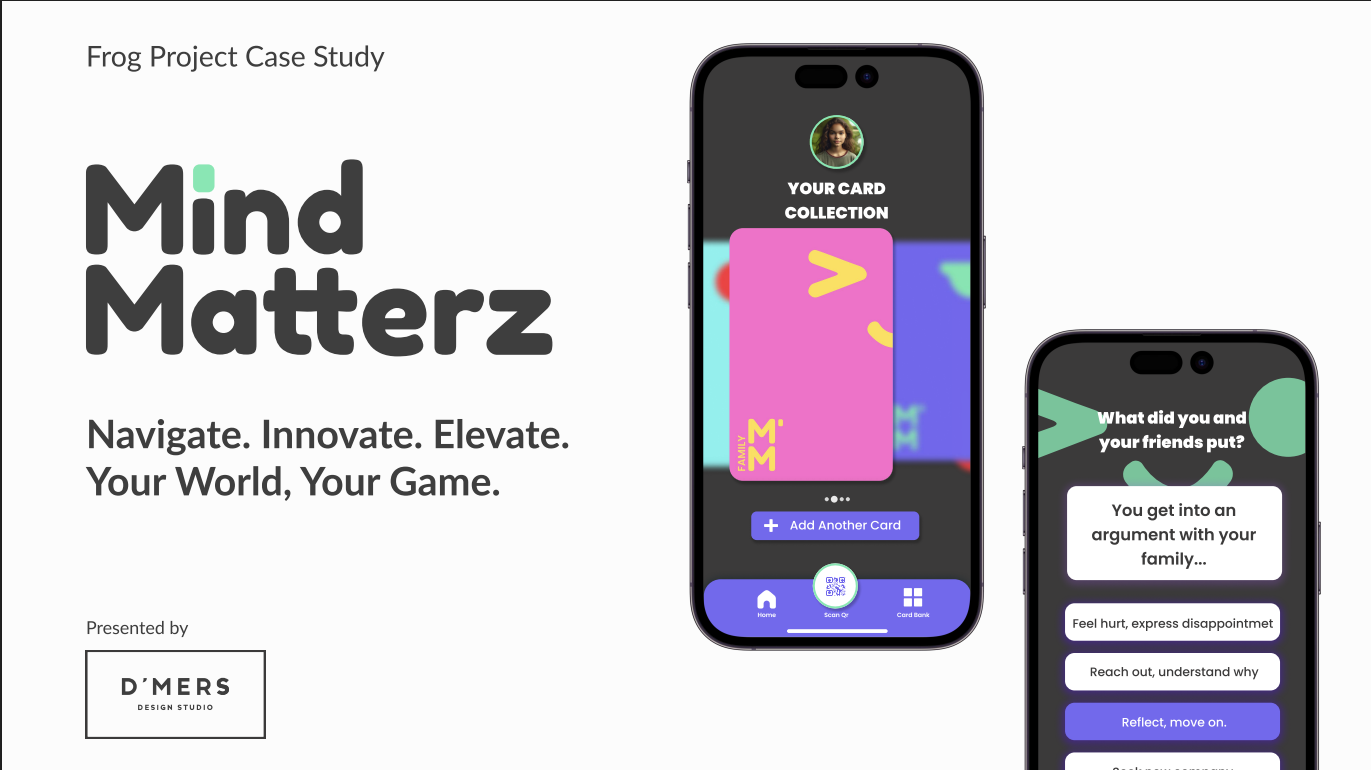 Frog Project Case Study
Mind
Matterz
Navigate. Innovate. Elevate.
Your World, Your Game.
Presented by
D'MERS
DESIGN STUDIO
YOUR CARD
COLLECTION
FAMILY
M'
M
M
M
Add Another Card
Home
Scan Qr
Card Bank
What did you and
your friends put?
You get into an
argument with your
family...
Feel hurt, express disappointmet
Reach out, understand why
Reflect, move on.